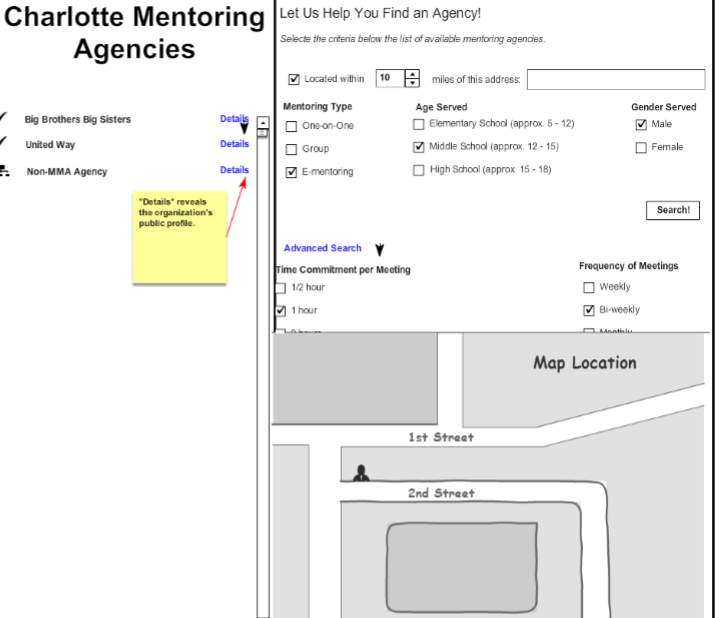 Charlotte Mentoring
Agencies
Big Brothers Big Sisters Details
United Way Details
Non-MMA Agency Details
"Details" reveals
the organization's
public profile.
Let Us Help You Find an Agency!
Selecte the criteria below the list of available mentoring agencies.
Located within 10 miles of this address:
Mentoring Type Age Served Gender Served
One-on-One Elementary School (approx. 5 - 12) Male
Group Middle School (approx. 12 - 15) Female
E-mentoring High School (approx. 15 - 18)
Search!
Advanced Search
Time Commitment per Meeting Frequency of Meetings
1/2 hour Weekly
1 hour Bi-weekly
2 hours Monthly
Map Location
1st Street
2nd Street